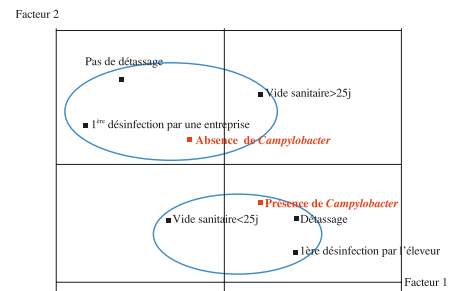 Facteur 2
Pas de détassage
Vide sanitaire>25j
1ère désinfection par une entreprise
Absence de Campylobacter
Présence de Campylobacter
Vide sanitaire<25j
Détassage
1ère désinfection par l'éleveur
Facteur 1